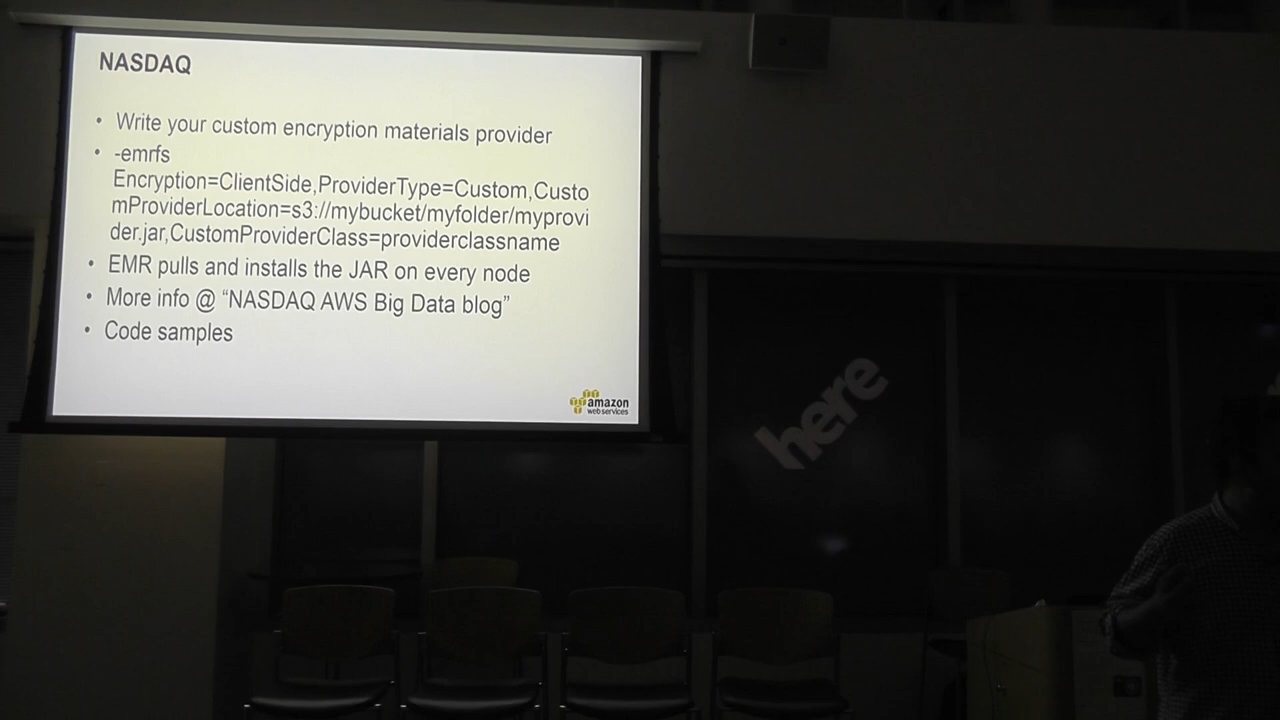 NASDAQ
• Write your custom encryption materials provider
• -emrfs
Encryption=ClientSide,ProviderType=Custom,Custo
mProviderLocation=s3://mybucket/myfolder/myprovi
der.jar,CustomProviderClass=providerclassname
• EMR pulls and installs the JAR on every node
• More info @ “NASDAQ AWS Big Data blog”
• Code samples
amazon
web services
here